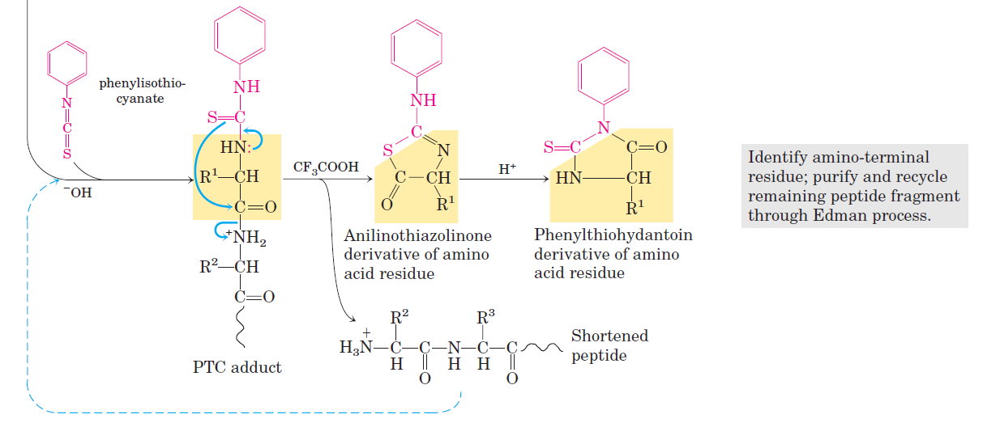 phenylisothio-
cyanate
N
C
S
⁻OH
NH
S=C
HN:
R¹—CH
C=O
⁺NH₂
R²—CH
C=O
PTC adduct
CF₃COOH
NH
C
S
N
C—CH
O
R¹
Anilinothiazolinone
derivative of amino
acid residue
H⁺
N
S=C
C=O
HN—CH
R¹
Phenylthiohydantoin
derivative of amino
acid residue
Identify amino-terminal
residue; purify and recycle
remaining peptide fragment
through Edman process.
R² R³
+
H₃N—C—C—N—C—C
H H H
O O
Shortened
peptide